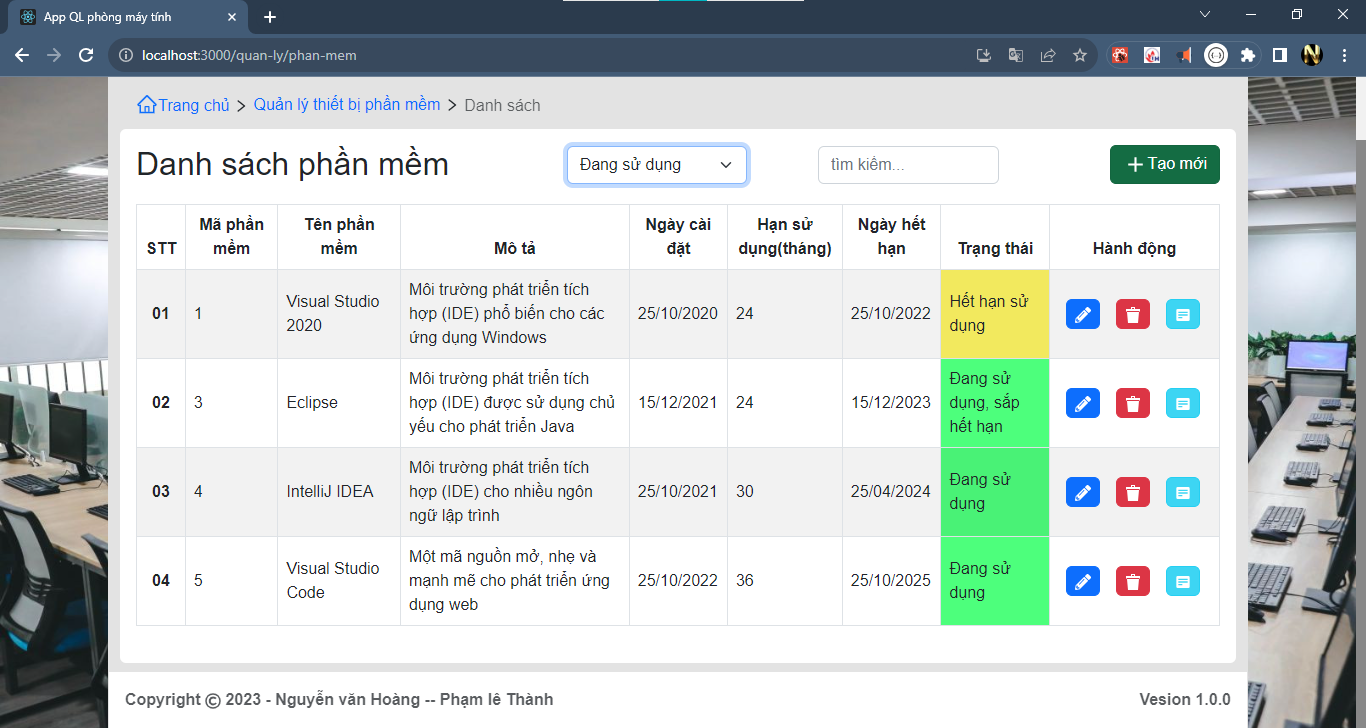 App QL phòng máy tính
localhost:3000/quan-ly/phan-mem
Trang chủ > Quản lý thiết bị phần mềm > Danh sách
Danh sách phần mềm
Đang sử dụng
tìm kiếm...
Tạo mới
STT
Mã phần
mềm
Tên phần
mềm
Mô tả
Ngày cài
đặt
Hạn sử
dụng(tháng)
Ngày hết
hạn
Trạng thái
Hành động
01
1
Visual Studio
2020
Môi trường phát triển tích
hợp (IDE) phổ biến cho các
ứng dụng Windows
25/10/2020
24
25/10/2022
Hết hạn sử
dụng
02
3
Eclipse
Môi trường phát triển tích
hợp (IDE) được sử dụng chủ
yếu cho phát triển Java
15/12/2021
24
15/12/2023
Đang sử
dụng, sắp
hết hạn
03
4
IntelliJ IDEA
Môi trường phát triển tích
hợp (IDE) cho nhiều ngôn
ngữ lập trình
25/10/2021
30
25/04/2024
Đang sử
dụng
04
5
Visual Studio
Code
Một mã nguồn mở, nhẹ và
mạnh mẽ cho phát triển ứng
dụng web
25/10/2022
36
25/10/2025
Đang sử
dụng
Copyright © 2023 - Nguyễn văn Hoàng -- Phạm lê Thành
Vesion 1.0.0